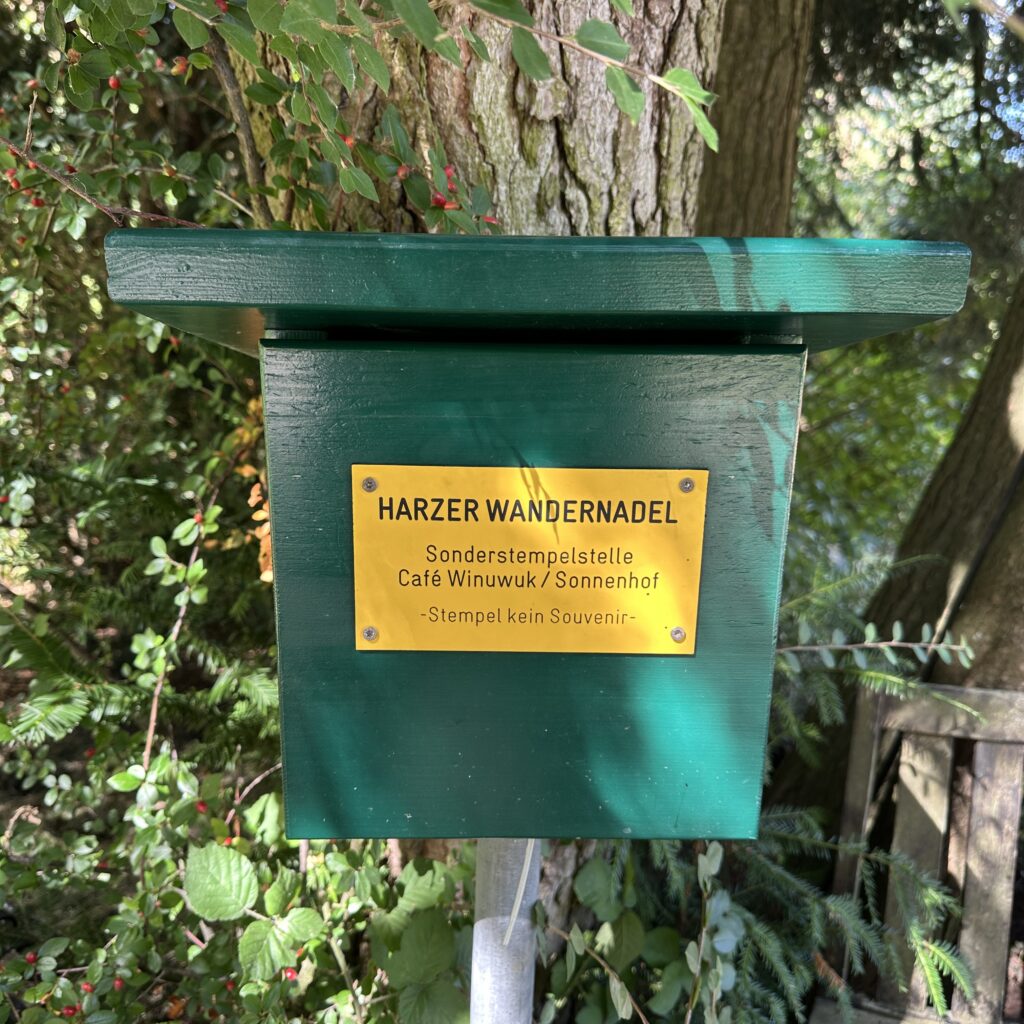 HARZER WANDERNADEL
Sonderstempelstelle
Café Winuwuk / Sonnenhof
-Stempel kein Souvenir-